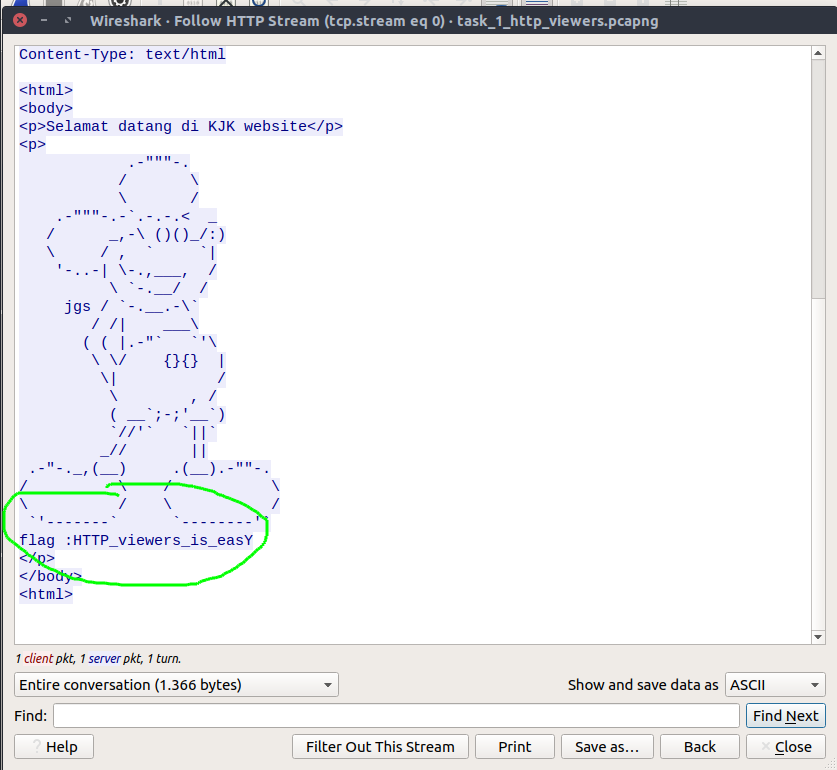 Wireshark · Follow HTTP Stream (tcp.stream eq 0) · task_1_http_viewers.pcapng
Content-Type: text/html
<html>
<body>
<p>Selamat datang di KJK website</p>
<p>
            .-"""-.
           /       \
           \       /
    .-"""-.-`.-.-.<  _
   /      _,-\ ()()_/:)
   \     / ,  `     `|
    '-..-| \-.,___,  /
          \ `-.__/  /
     jgs / `-.__.-\`
        / /|    ___\
       ( ( |.-"`   `'\
        \ \/    {}{}  |
         \|           /
          \        , /
          ( __`;-;'__`)
          `//'`   `||`
         _//       ||
 .-"-._,(__)     .(__).-""-.
/          \    /           \
\          /    \           /
 `'-------`      `--------'`
flag :HTTP_viewers_is_easY
</p>
</body>
<html>
1 client pkt, 1 server pkt, 1 turn.
Entire conversation (1.366 bytes) Show and save data as ASCII
Find: Find Next
? Help Filter Out This Stream Print Save as… Back × Close